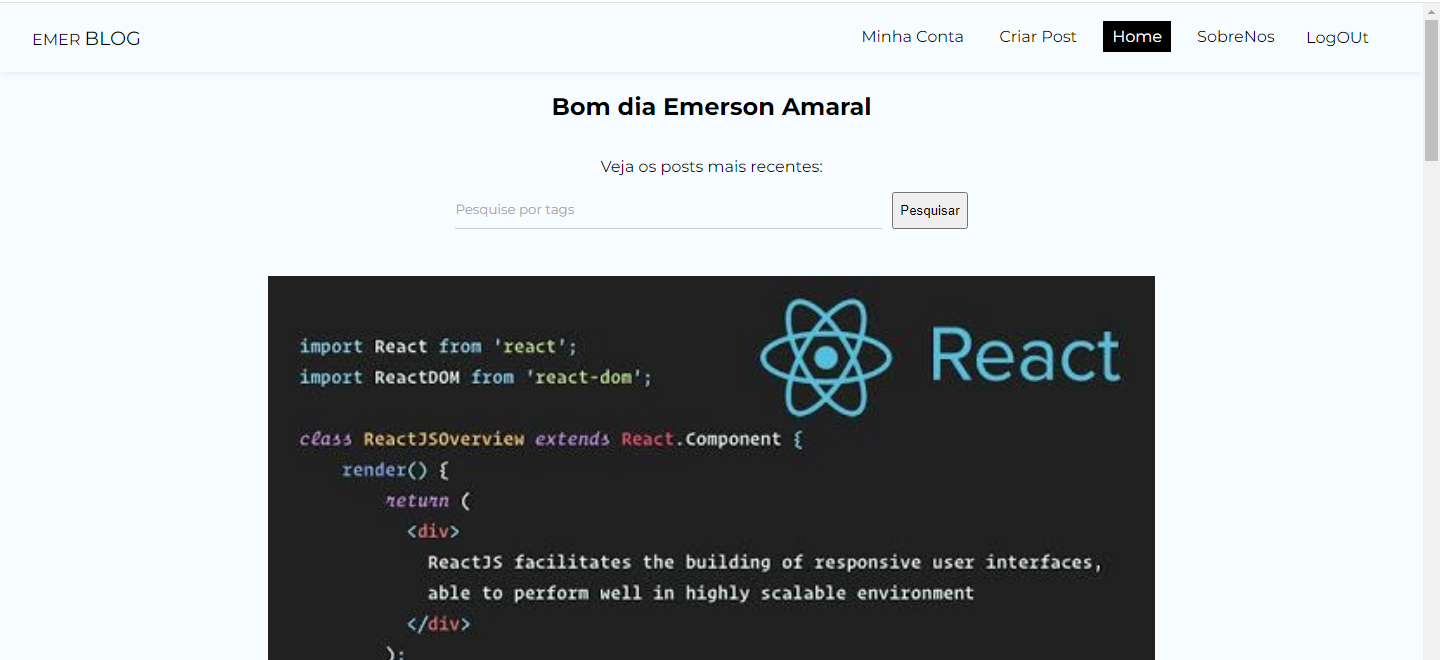 EMER BLOG
Minha Conta
Criar Post
Home
SobreNos
LogOUt
Bom dia Emerson Amaral
Veja os posts mais recentes:
Pesquise por tags
Pesquisar
React
import React from 'react';
import ReactDOM from 'react-dom';
class ReactJSOverview extends React.Component {
render() {
return (
<div>
ReactJS facilitates the building of responsive user interfaces,
able to perform well in highly scalable environment
</div>
);